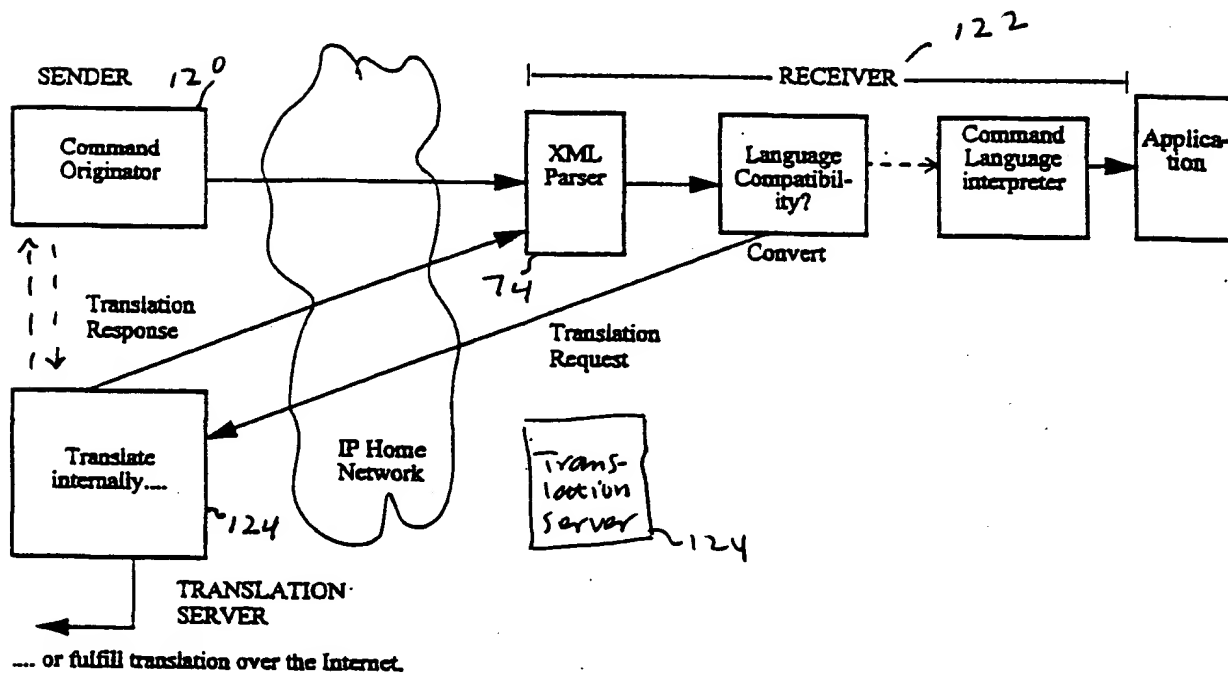 122
SENDER
120
RECEIVER
Command
Originator
XML
Parser
Language
Compatibil-
ity?
Command
Language
interpreter
Applica-
tion
74
Convert
Translation
Response
Translation
Request
Translate
internally....
IP Home
Network
Trans-
lation
server
124
124
TRANSLATION
SERVER
.... or fulfill translation over the Internet.